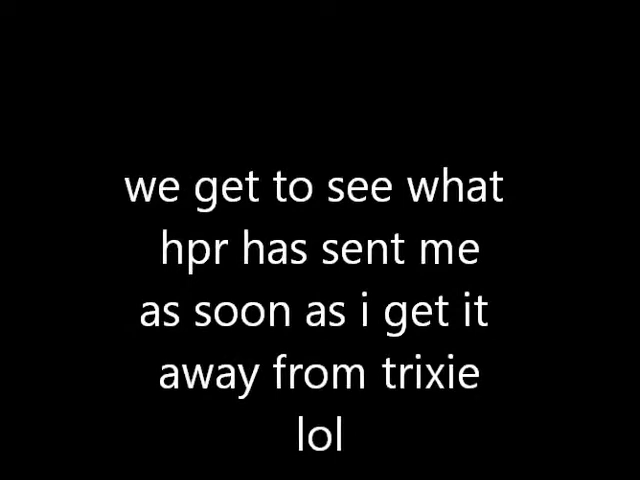 we get to see what
hpr has sent me
as soon as i get it
away from trixie
lol